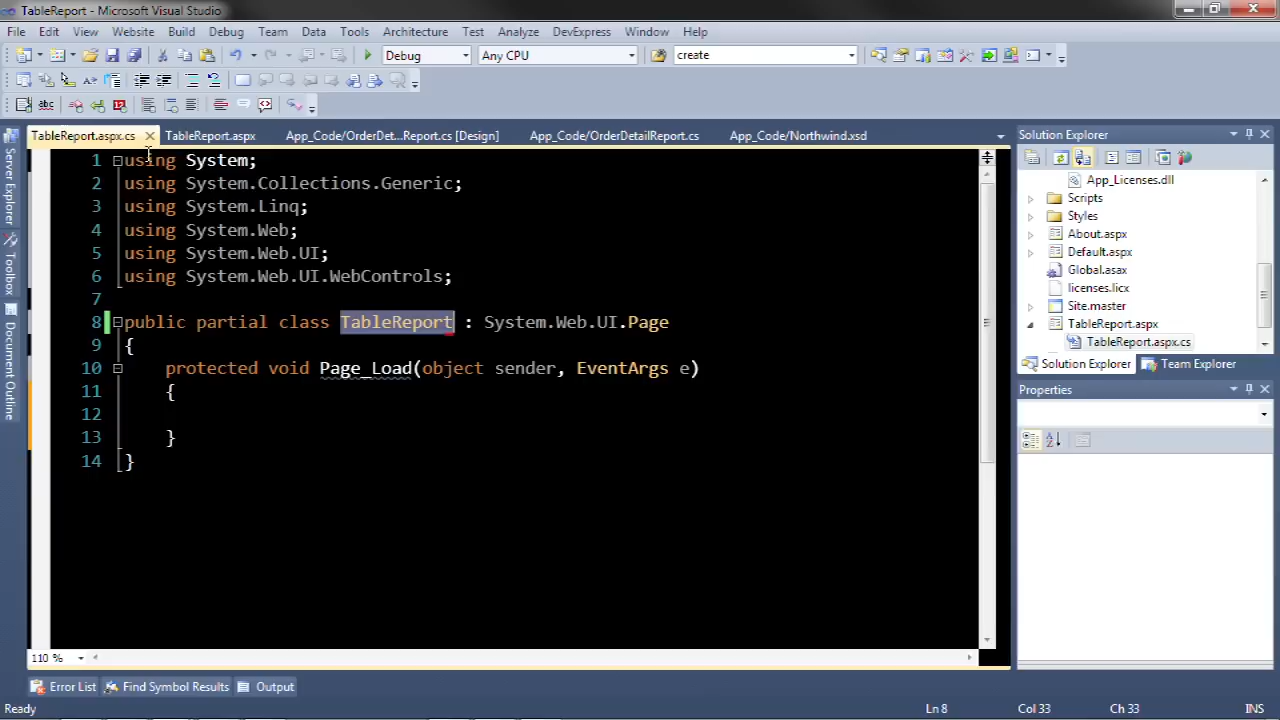 TableReport - Microsoft Visual Studio
File Edit View Website Build Debug Team Data Tools Architecture Test Analyze DevExpress Window Help
Debug Any CPU create
TableReport.aspx.cs TableReport.aspx App_Code/OrderDet...Report.cs [Design] App_Code/OrderDetailReport.cs App_Code/Northwind.xsd
Server Explorer
Toolbox
Document Outline
1 using System;
2 using System.Collections.Generic;
3 using System.Linq;
4 using System.Web;
5 using System.Web.UI;
6 using System.Web.UI.WebControls;
7
8 public partial class TableReport : System.Web.UI.Page
9 {
10 protected void Page_Load(object sender, EventArgs e)
11 {
12
13 }
14 }
110 %
Solution Explorer
App_Licenses.dll
Scripts
Styles
About.aspx
Default.aspx
Global.asax
licenses.licx
Site.master
TableReport.aspx
TableReport.aspx.cs
Solution Explorer Team Explorer
Properties
Error List Find Symbol Results Output
Ready Ln 8 Col 33 Ch 33 INS